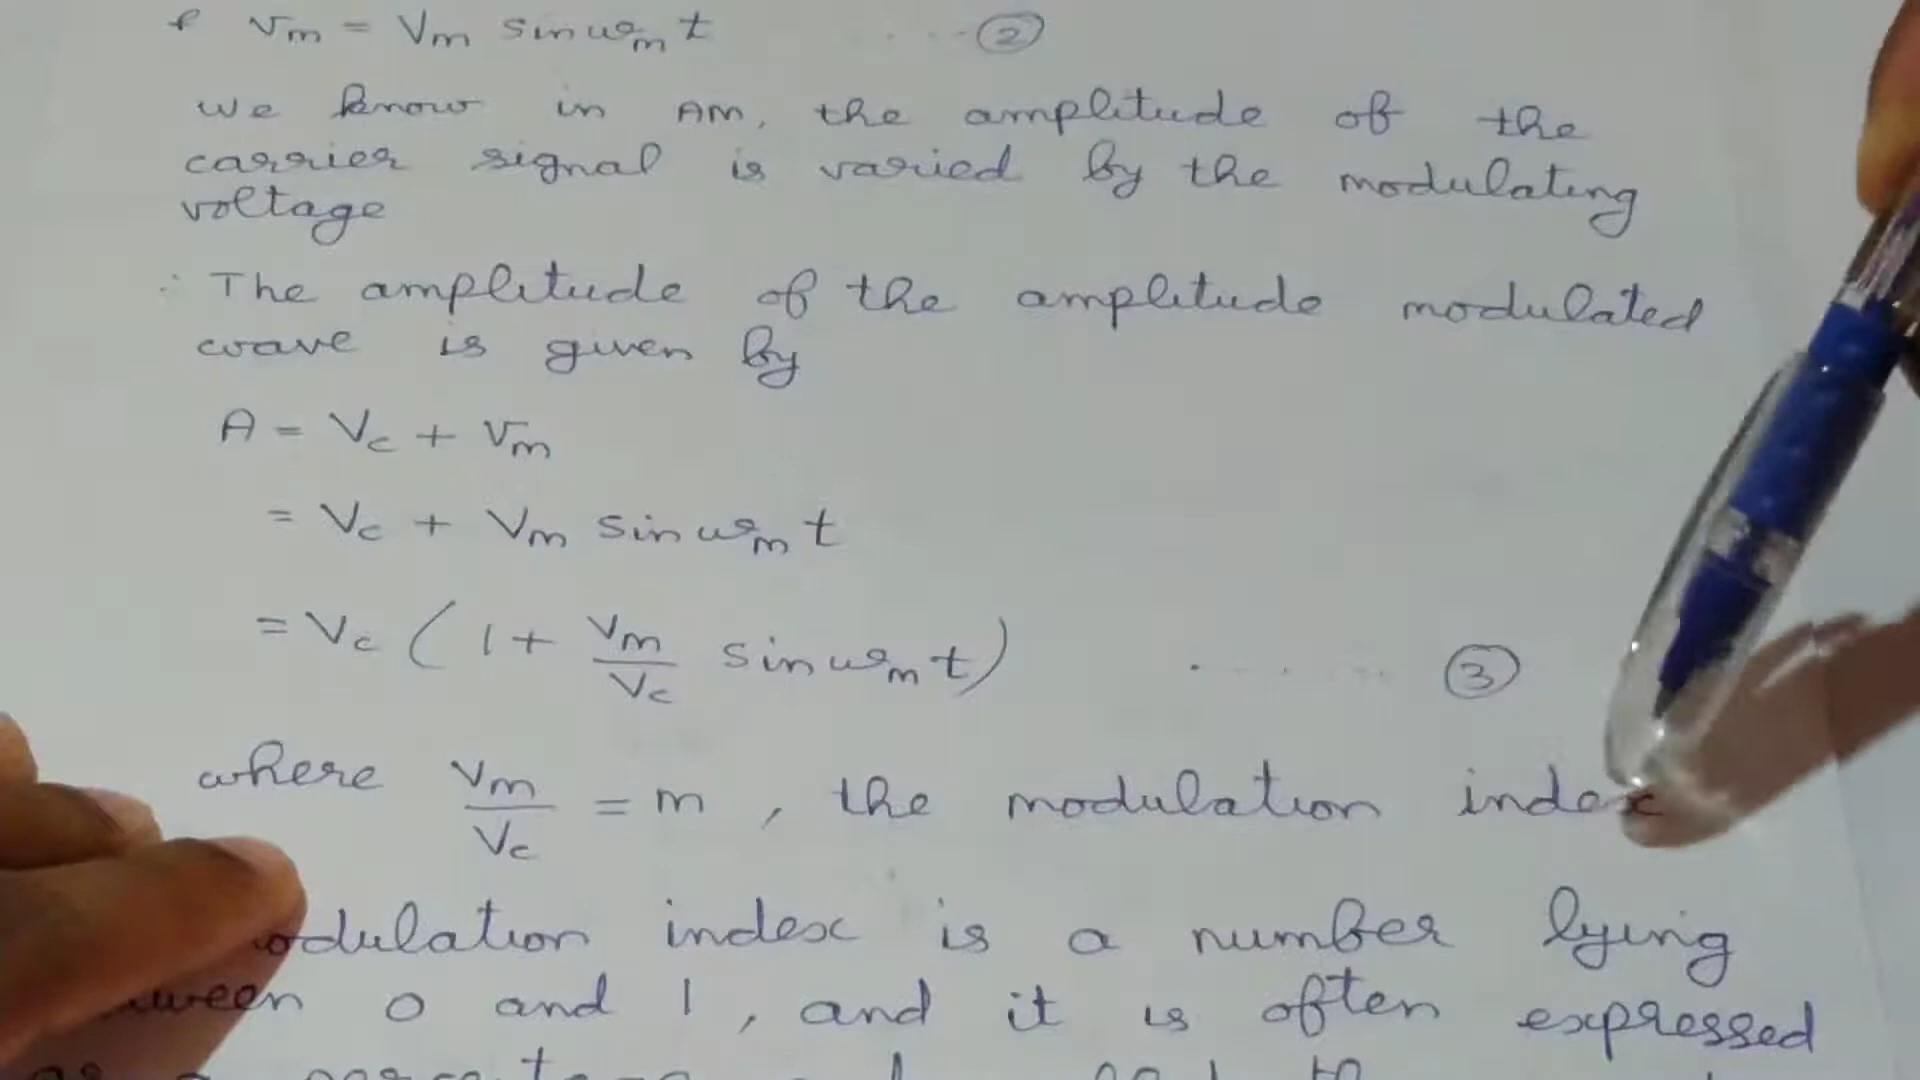 & vm = Vm sin ωm t ..... ②
we know in AM, the amplitude of the
carrier signal is varied by the modulating
voltage
∴ The amplitude of the amplitude modulated
wave is given by
A = Vc + vm
= Vc + Vm sin ωm t
= Vc ( 1 + Vm/Vc sin ωm t ) ....... ③
where Vm/Vc = m , the modulation index
odulation index is a number lying
ween 0 and 1 , and it is often expressed